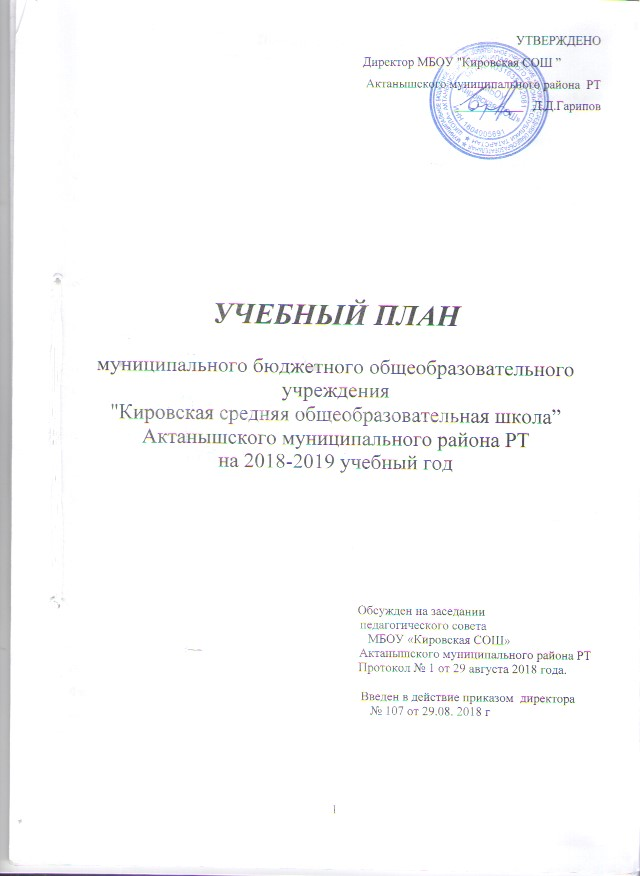 УТВЕРЖДЕНО
Директор МБОУ "Кировская СОШ ”
Актанышского муниципального района РТ
Л.Д.Гарипов
УЧЕБНЫЙ ПЛАН
муниципального бюджетного общеобразовательного
учреждения
"Кировская средняя общеобразовательная школа”
Актанышского муниципального района РТ
на 2018-2019 учебный год
Обсужден на заседании
педагогического совета
МБОУ «Кировская СОШ»
Актанышского муниципального района РТ
Протокол № 1 от 29 августа 2018 года.
Введен в действие приказом директора
№ 107 от 29.08. 2018 г
1